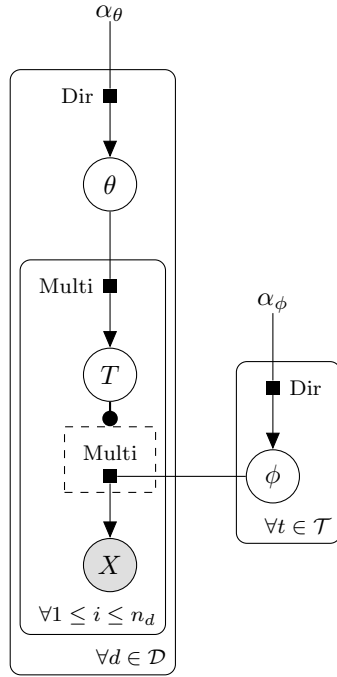 α_θ
Dir
θ
Multi
T
α_ϕ
Dir
Multi
ϕ
∀t ∈ 𝒯
X
∀1 ≤ i ≤ n_d
∀d ∈ 𝒟